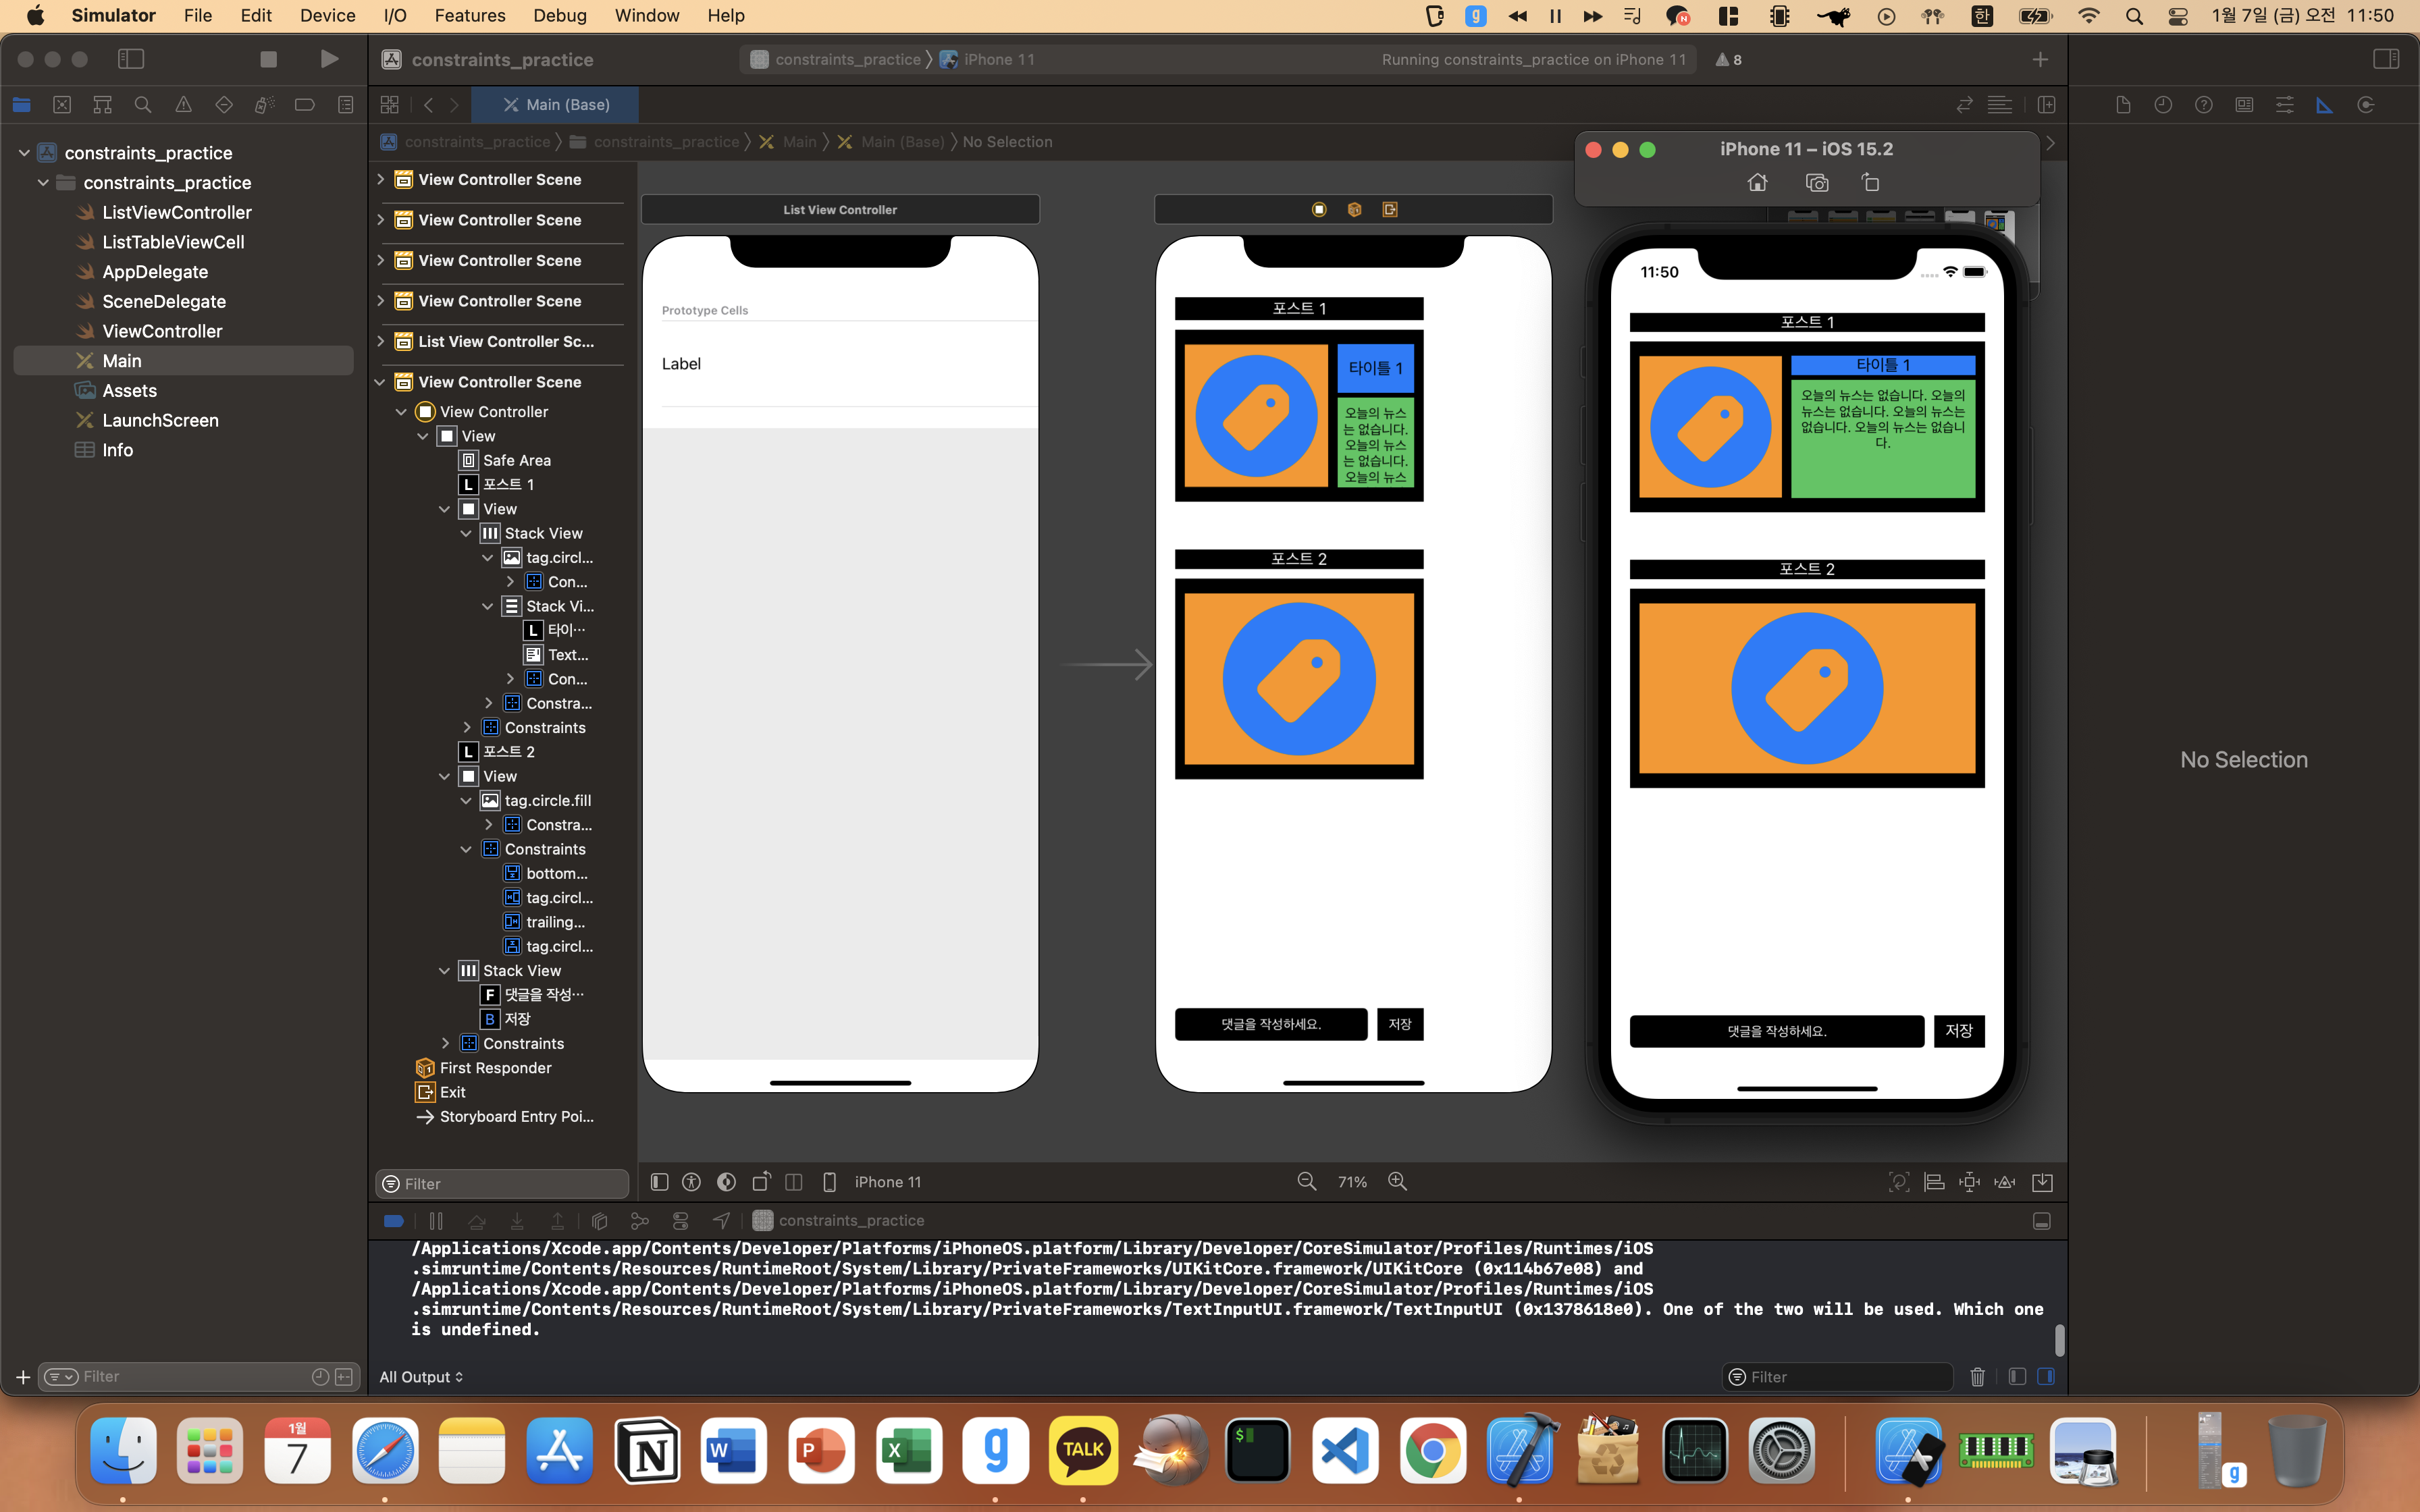 Simulator File Edit Device I/O Features Debug Window Help
1월 7일 (금) 오전 11:50
constraints_practice
constraints_practice iPhone 11
Running constraints_practice on iPhone 11
8
Main (Base)
constraints_practice constraints_practice Main Main (Base) No Selection
constraints_practice
constraints_practice
ListViewController
ListTableViewCell
AppDelegate
SceneDelegate
ViewController
Main
Assets
LaunchScreen
Info
Filter
View Controller Scene
View Controller Scene
View Controller Scene
View Controller Scene
List View Controller Sc...
View Controller Scene
View Controller
View
Safe Area
L 포스트 1
View
Stack View
tag.circl...
Con...
Stack Vi...
L 타이...
Text...
Con...
Constra...
Constraints
L 포스트 2
View
tag.circle.fill
Constra...
Constraints
bottom...
tag.circl...
trailing...
tag.circl...
Stack View
F 댓글을 작성...
B 저장
Constraints
First Responder
Exit
Storyboard Entry Poi...
Filter
List View Controller
Prototype Cells
Label
포스트 1
타이틀 1
오늘의 뉴스
는 없습니다.
오늘의 뉴스
는 없습니다.
오늘의 뉴스
포스트 2
댓글을 작성하세요.
저장
iPhone 11 – iOS 15.2
11:50
포스트 1
타이틀 1
오늘의 뉴스는 없습니다. 오늘의
뉴스는 없습니다. 오늘의 뉴스는
없습니다. 오늘의 뉴스는 없습니
다.
포스트 2
댓글을 작성하세요.
저장
No Selection
iPhone 11
71%
constraints_practice
/Applications/Xcode.app/Contents/Developer/Platforms/iPhoneOS.platform/Library/Developer/CoreSimulator/Profiles/Runtimes/iOS
.simruntime/Contents/Resources/RuntimeRoot/System/Library/PrivateFrameworks/UIKitCore.framework/UIKitCore (0x114b67e08) and
/Applications/Xcode.app/Contents/Developer/Platforms/iPhoneOS.platform/Library/Developer/CoreSimulator/Profiles/Runtimes/iOS
.simruntime/Contents/Resources/RuntimeRoot/System/Library/PrivateFrameworks/TextInputUI.framework/TextInputUI (0x1378618e0). One of the two will be used. Which one
is undefined.
All Output
Filter
1월
7
N
W
P
X
g
TALK
$
g